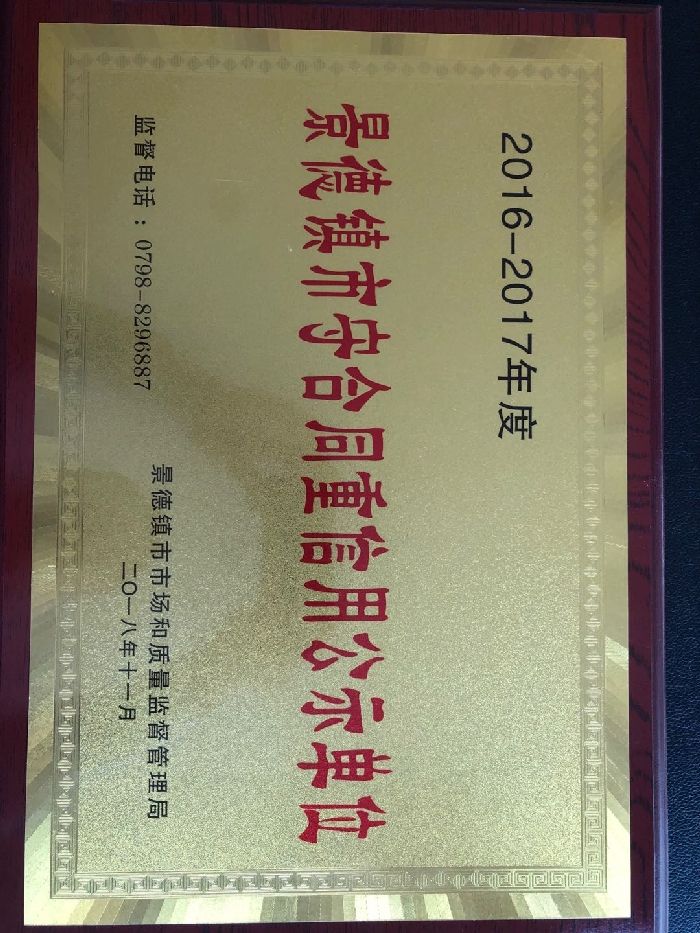 2016-2017年度
景德镇市守合同重信用公示单位
监督电话：0798-8296887
景德镇市市场和质量监督管理局
二〇一八年十一月